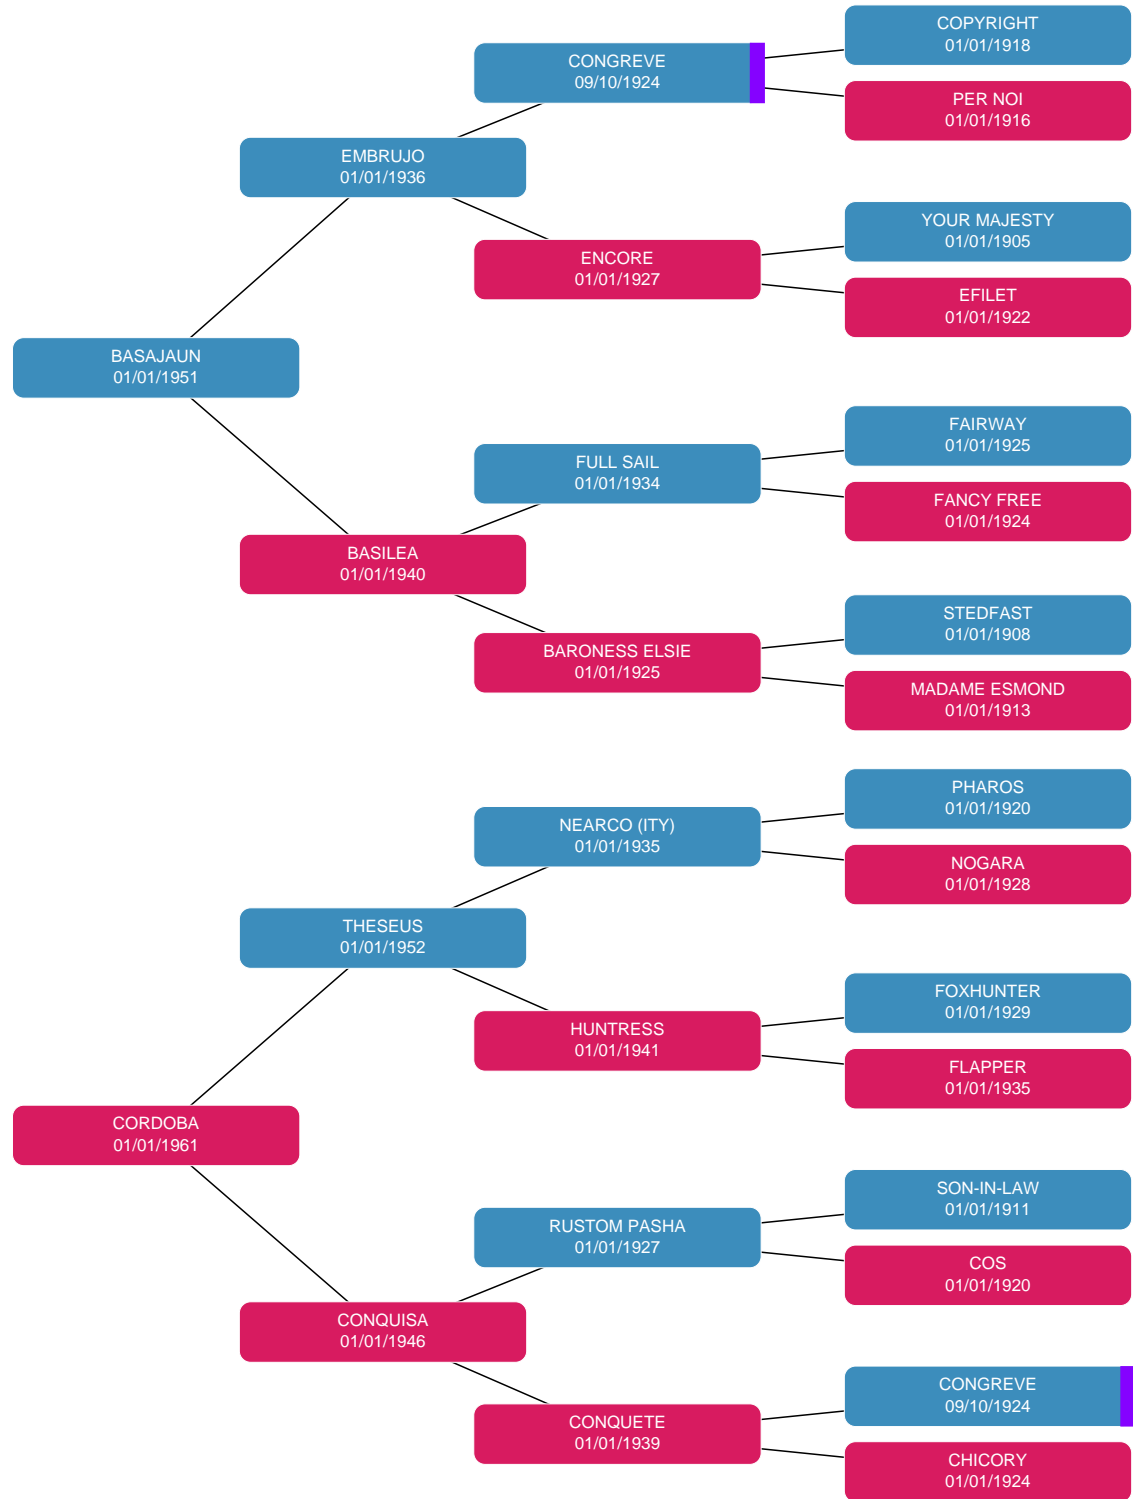 COPYRIGHT
01/01/1918
CONGREVE
09/10/1924
PER NOI
01/01/1916
EMBRUJO
01/01/1936
YOUR MAJESTY
01/01/1905
ENCORE
01/01/1927
EFILET
01/01/1922
BASAJAUN
01/01/1951
FAIRWAY
01/01/1925
FULL SAIL
01/01/1934
FANCY FREE
01/01/1924
BASILEA
01/01/1940
STEDFAST
01/01/1908
BARONESS ELSIE
01/01/1925
MADAME ESMOND
01/01/1913
PHAROS
01/01/1920
NEARCO (ITY)
01/01/1935
NOGARA
01/01/1928
THESEUS
01/01/1952
FOXHUNTER
01/01/1929
HUNTRESS
01/01/1941
FLAPPER
01/01/1935
CORDOBA
01/01/1961
SON-IN-LAW
01/01/1911
RUSTOM PASHA
01/01/1927
COS
01/01/1920
CONQUISA
01/01/1946
CONGREVE
09/10/1924
CONQUETE
01/01/1939
CHICORY
01/01/1924